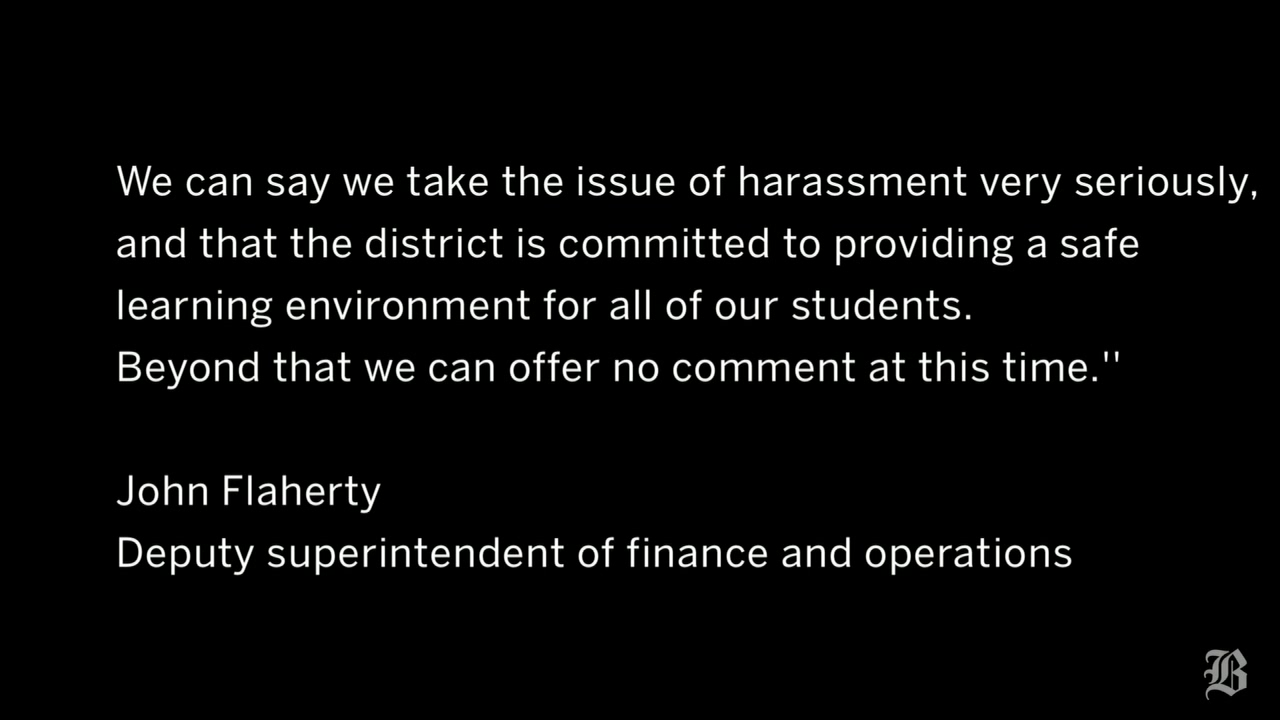 We can say we take the issue of harassment very seriously,
and that the district is committed to providing a safe
learning environment for all of our students.
Beyond that we can offer no comment at this time.''
John Flaherty
Deputy superintendent of finance and operations
B